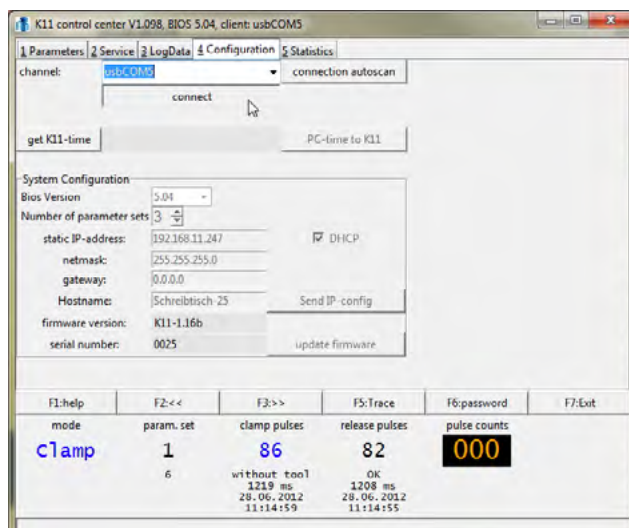 K11 control center V1.098, BIOS 5.04, client: usbCOM5
1 Parameters 2 Service 3 LogData 4 Configuration 5 Statistics
channel: usbCOM5 connection autoscan
connect
get K11-time PC-time to K11
System Configuration
Bios Version 5.04
Number of parameter sets 3
static IP-address: 192.168.11.247 DHCP
netmask: 255.255.255.0
gateway: 0.0.0.0
Hostname: Schreibtisch-25 Send IP-config
firmware version: K11-1.16b
serial number: 0025 update firmware
F1:help F2:<< F3:>> F5:Trace F6:password F7:Exit
mode param. set clamp pulses release pulses pulse counts
Clamp 1 86 82 000
6 without tool OK
1219 ms 1208 ms
28.06.2012 28.06.2012
11:14:59 11:14:55